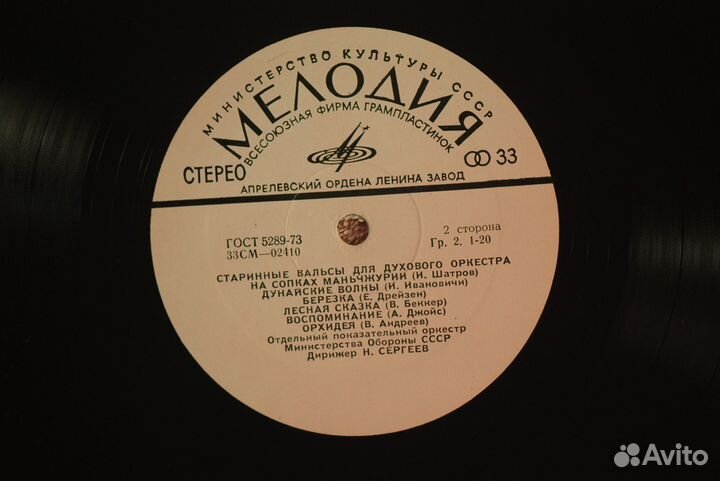 МИНИСТЕРСТВО КУЛЬТУРЫ СССР
МЕЛОДИЯ
ВСЕСОЮЗНАЯ ФИРМА ГРАМПЛАСТИНОК
СТЕРЕО
33
АПРЕЛЕВСКИЙ ОРДЕНА ЛЕНИНА ЗАВОД
ГОСТ 5289-73
33СМ—02410
2 сторона
Гр. 2. 1-20
СТАРИННЫЕ ВАЛЬСЫ ДЛЯ ДУХОВОГО ОРКЕСТРА
НА СОПКАХ МАНЬЧЖУРИИ (И. Шатров)
ДУНАЙСКИЕ ВОЛНЫ (И. Ивановичи)
БЕРЕЗКА (Е. Дрейзен)
ЛЕСНАЯ СКАЗКА (В. Беккер)
ВОСПОМИНАНИЕ (А. Джойс)
ОРХИДЕЯ (В. Андреев)
Отдельный показательный оркестр
Министерства Обороны СССР
Дирижер Н. СЕРГЕЕВ
Avito